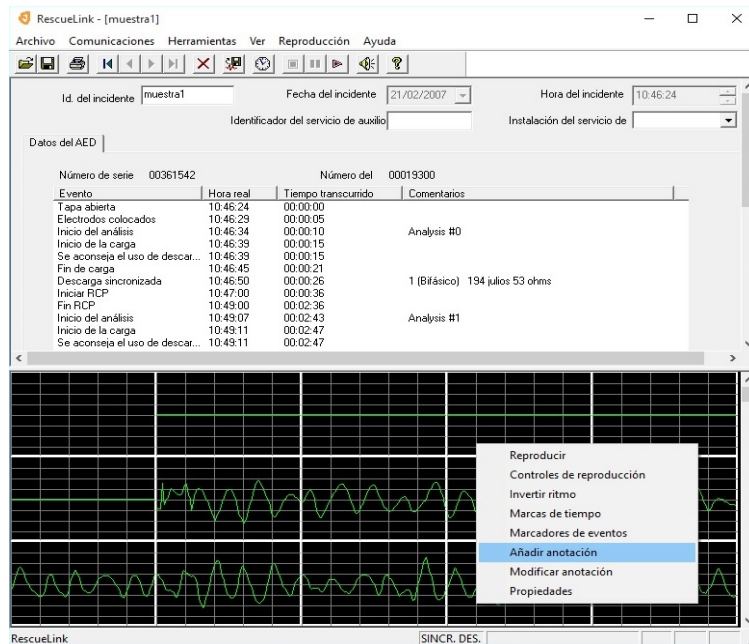 RescueLink - [muestra1]
Archivo Comunicaciones Herramientas Ver Reproducción Ayuda
Id. del incidente muestra1 Fecha del incidente 21/02/2007 Hora del incidente 10:46:24
Identificador del servicio de auxilio Instalación del servicio de
Datos del AED
Número de serie 00361542 Número del 00019300
Evento Hora real Tiempo transcurrido Comentarios
Tapa abierta 10:46:24 00:00:00
Electrodos colocados 10:46:29 00:00:05
Inicio del análisis 10:46:34 00:00:10 Analysis #0
Inicio de la carga 10:46:39 00:00:15
Se aconseja el uso de descar... 10:46:39 00:00:15
Fin de carga 10:46:45 00:00:21
Descarga sincronizada 10:46:50 00:00:26 1 (Bifásico) 194 julios 53 ohms
Iniciar RCP 10:47:00 00:00:36
Fin RCP 10:49:00 00:02:36
Inicio del análisis 10:49:07 00:02:43 Analysis #1
Inicio de la carga 10:49:11 00:02:47
Se aconseja el uso de descar... 10:49:11 00:02:47
Reproducir
Controles de reproducción
Invertir ritmo
Marcas de tiempo
Marcadores de eventos
Añadir anotación
Modificar anotación
Propiedades
RescueLink SINCR. DES.